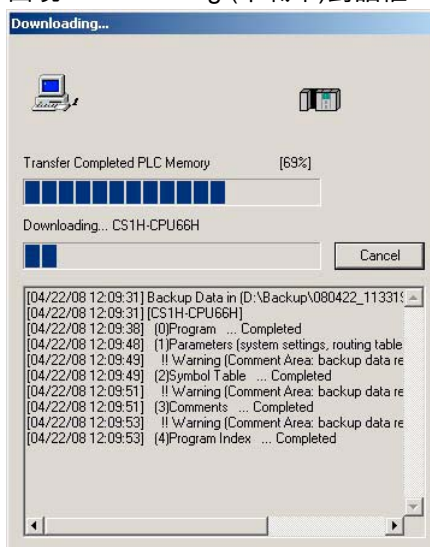 Downloading...
Transfer Completed PLC Memory [69%]
Downloading... CS1H-CPU66H
Cancel
[04/22/08 12:09:31] Backup Data in (D:\Backup\080422_11331
[04/22/08 12:09:31] [CS1H-CPU66H]
[04/22/08 12:09:38] (0)Program ... Completed
[04/22/08 12:09:48] (1)Parameters (system settings, routing table
[04/22/08 12:09:49] !! Warning (Comment Area: backup data re
[04/22/08 12:09:49] (2)Symbol Table ... Completed
[04/22/08 12:09:51] !! Warning (Comment Area: backup data re
[04/22/08 12:09:51] (3)Comments ... Completed
[04/22/08 12:09:53] !! Warning (Comment Area: backup data re
[04/22/08 12:09:53] (4)Program Index ... Completed